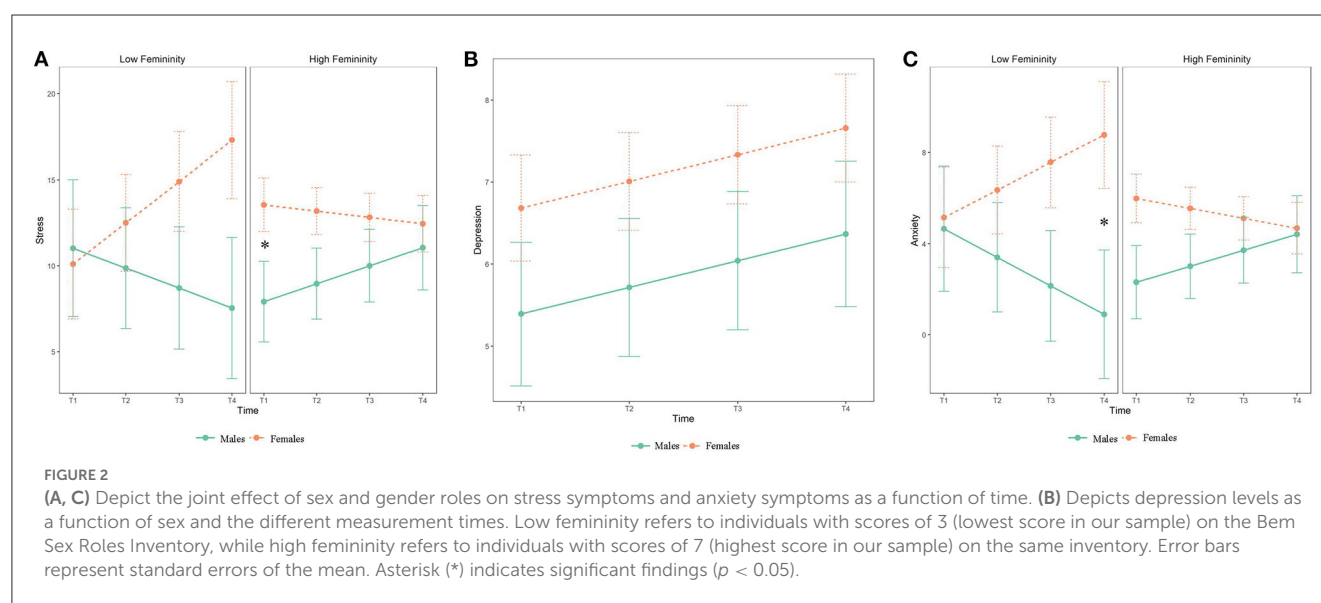 A
Low Femininity
High Femininity
Stress
20
15
10
5
*
T1
T2
T3
T4
T1
T2
T3
T4
Time
Males
Females
B
Depression
8
7
6
5
T1
T2
T3
T4
Time
Males
Females
C
Low Femininity
High Femininity
Anxiety
8
4
0
*
T1
T2
T3
T4
T1
T2
T3
T4
Time
Males
Females
FIGURE 2
(A, C) Depict the joint effect of sex and gender roles on stress symptoms and anxiety symptoms as a function of time. (B) Depicts depression levels as
a function of sex and the different measurement times. Low femininity refers to individuals with scores of 3 (lowest score in our sample) on the Bem
Sex Roles Inventory, while high femininity refers to individuals with scores of 7 (highest score in our sample) on the same inventory. Error bars
represent standard errors of the mean. Asterisk (*) indicates significant findings (p < 0.05).